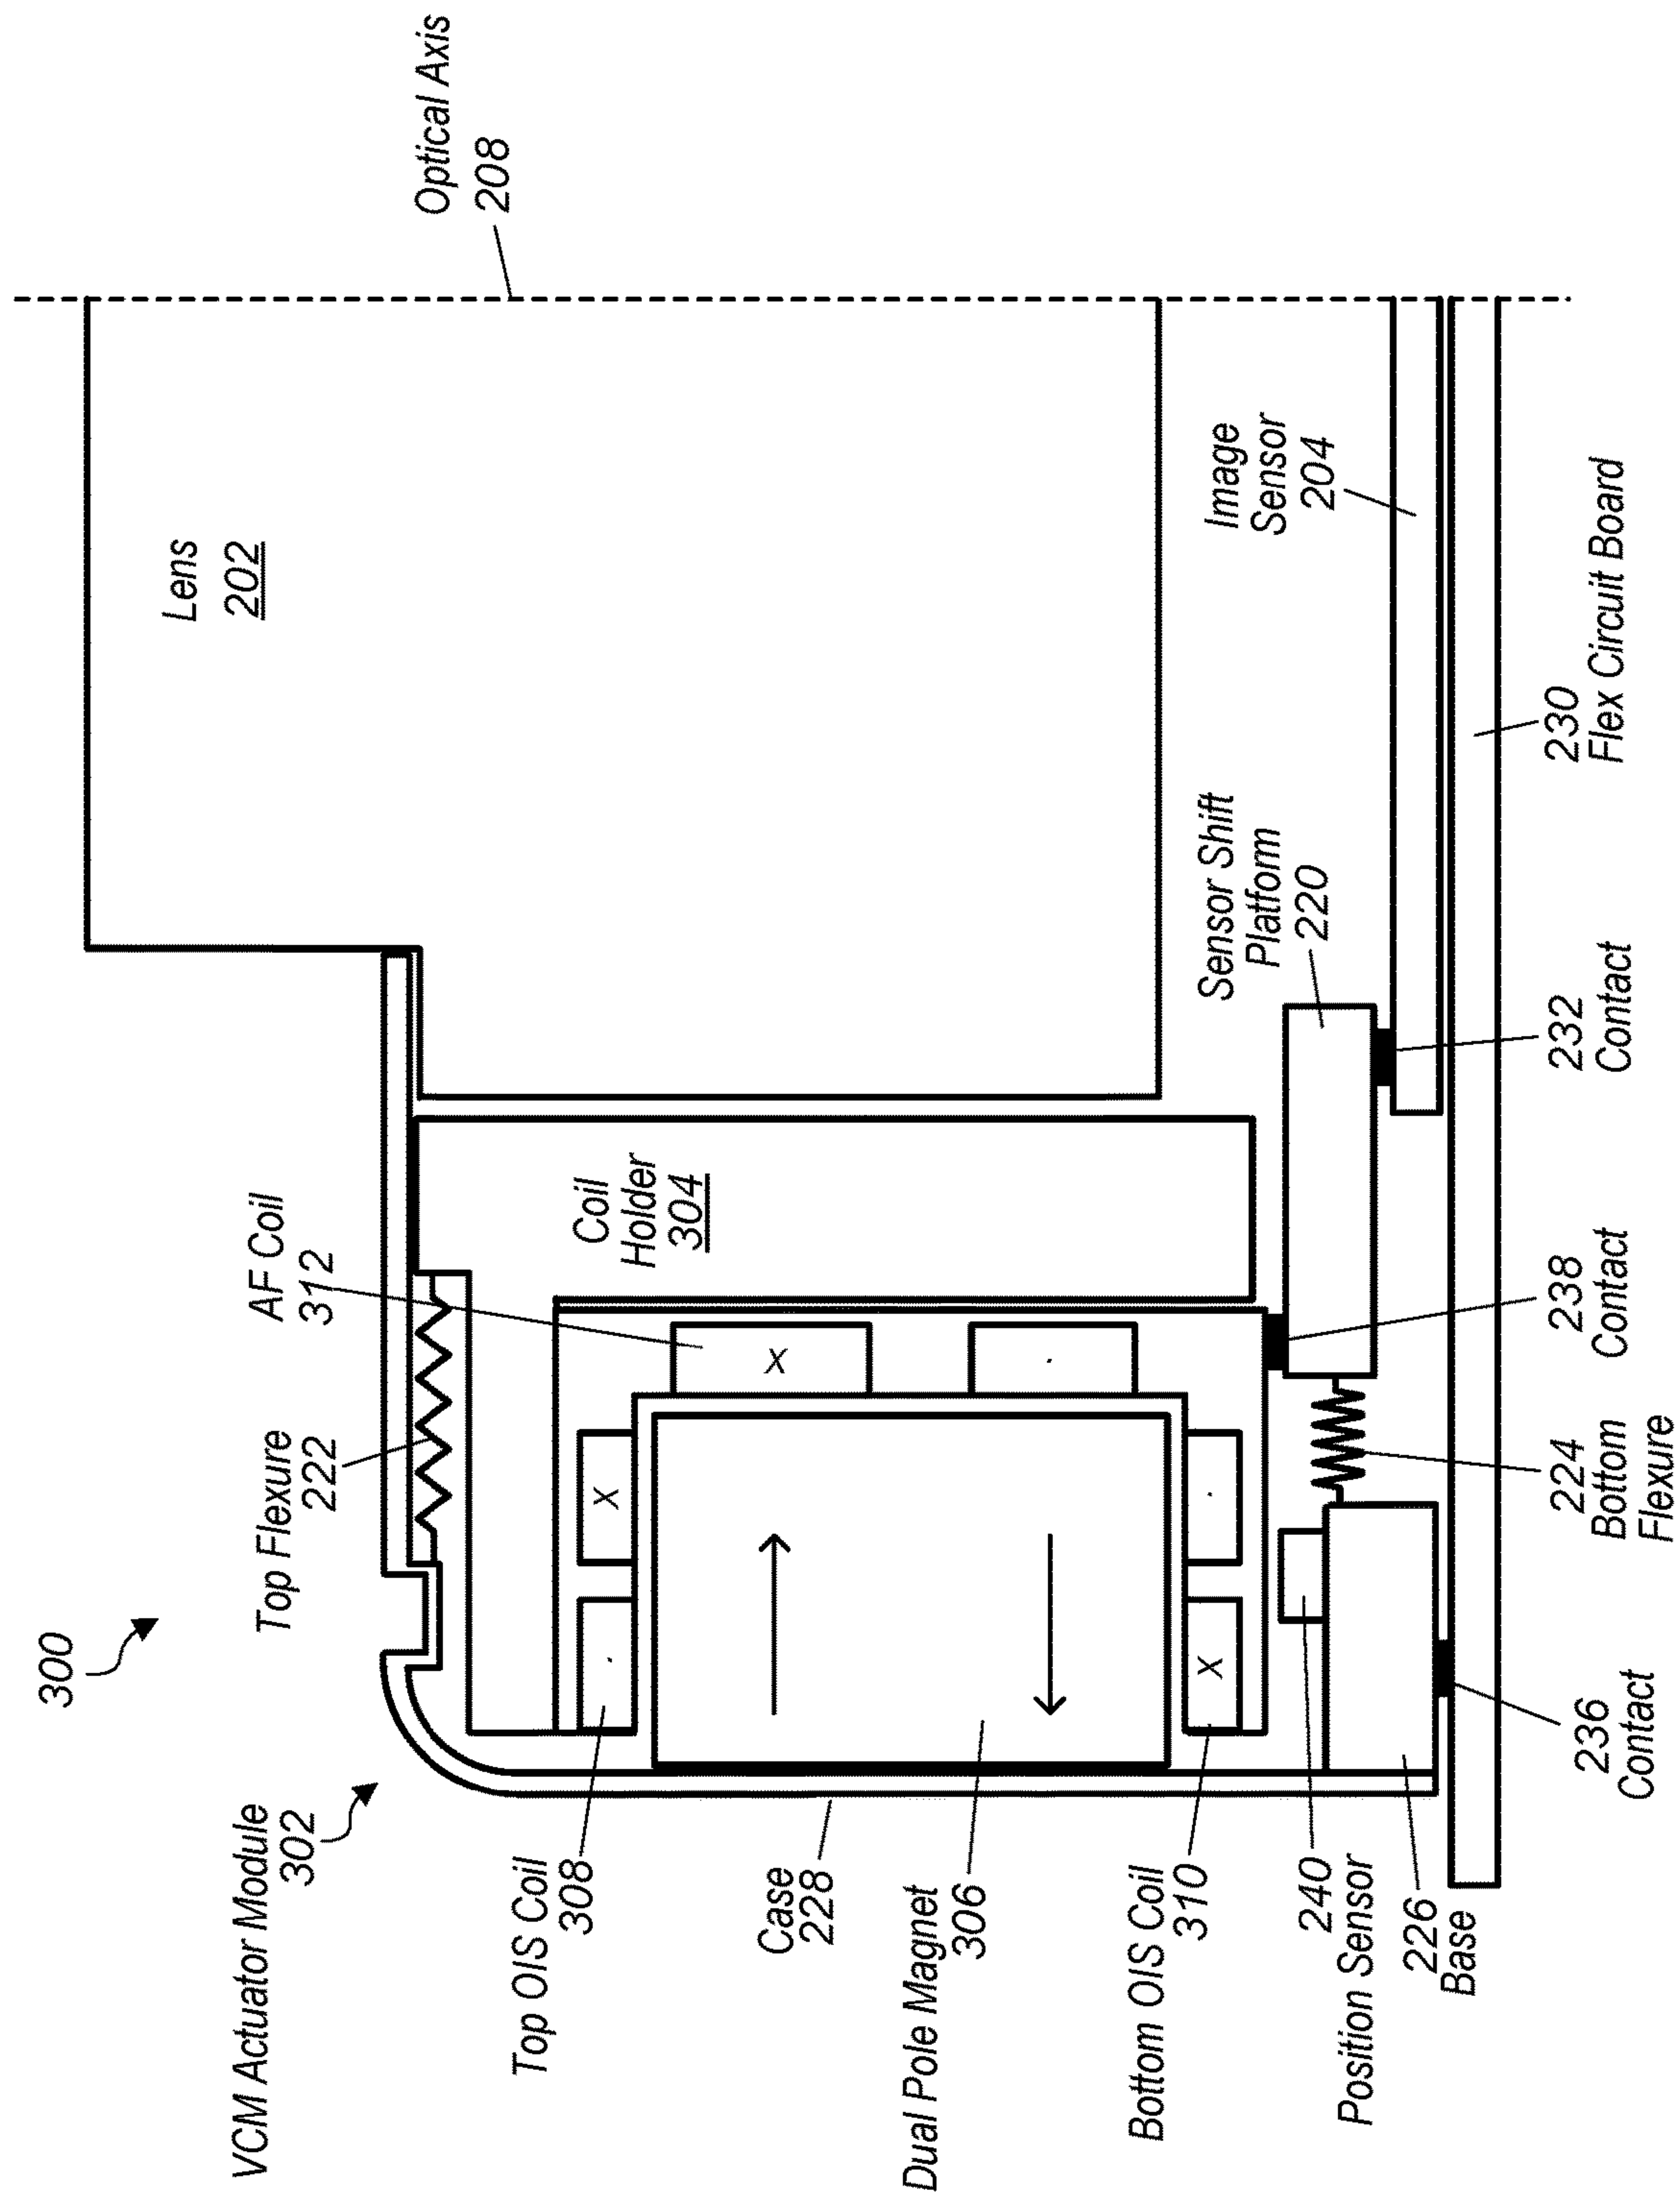 300
VCM Actuator Module
302
Top Flexure
222
AF Coil
312
Lens
202
Optical Axis
208
Top OIS Coil
308
Coil
Holder
304
Case
228
Dual Pole Magnet
306
Bottom OIS Coil
310
Sensor Shift
Platfom
220
Image
Sensor
204
240
Position Sensor
226
Base
236
Contact
224
Bottom
Flexure
238
Contact
232
Contact
230
Flex Circuit Board
X
.
X
.
.
X